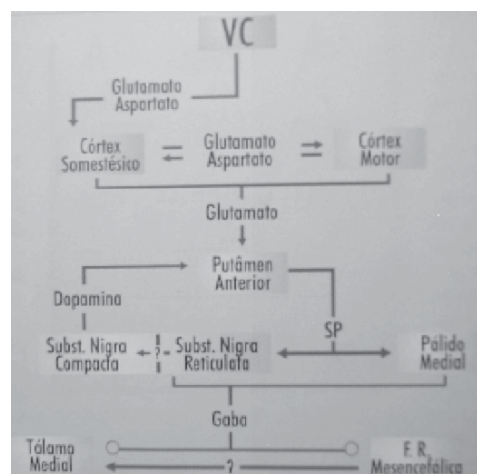 VC
Glutamato
Aspartato
Córtex
Somestésico
Glutamato
Aspartato
Córtex
Motor
Glutamato
Putâmen
Anterior
Dopamina
SP
Subst. Nigra
Compacta
?
Subst. Nigra
Reticulata
Pálido
Medial
Gaba
Tálamo
Medial
?
F. R.
Mesencefálica